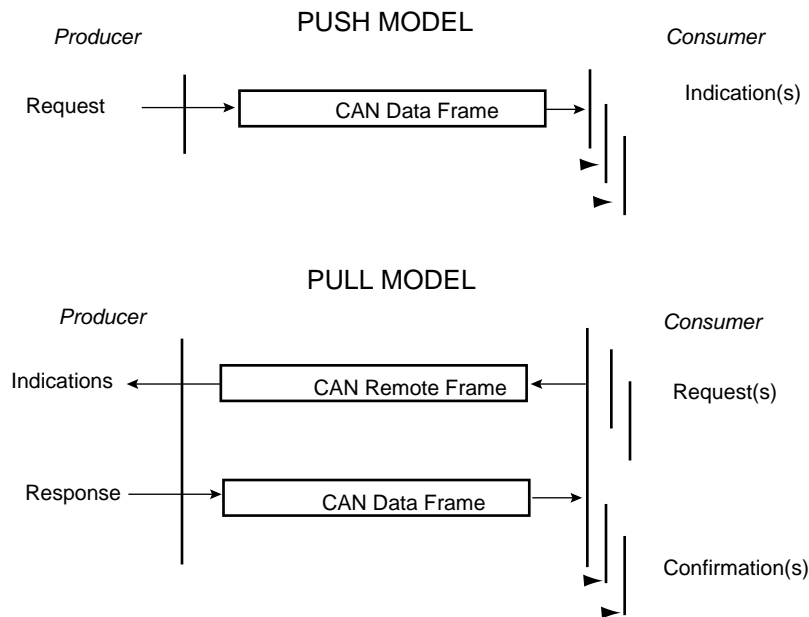 PUSH MODEL
Producer
Consumer
Request
CAN Data Frame
Indication(s)
PULL MODEL
Producer
Consumer
Indications
CAN Remote Frame
Request(s)
Response
CAN Data Frame
Confirmation(s)